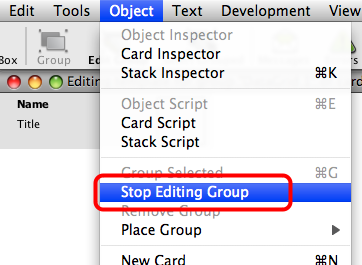 Edit Tools Object Text Development View
Box Group Edit
Editin
Name
Title
Object Inspector
Card Inspector
Stack Inspector ⌘K
Object Script ⌘E
Card Script
Stack Script
Group Selected ⌘G
Stop Editing Group
Remove Group
Place Group
New Card ⌘N